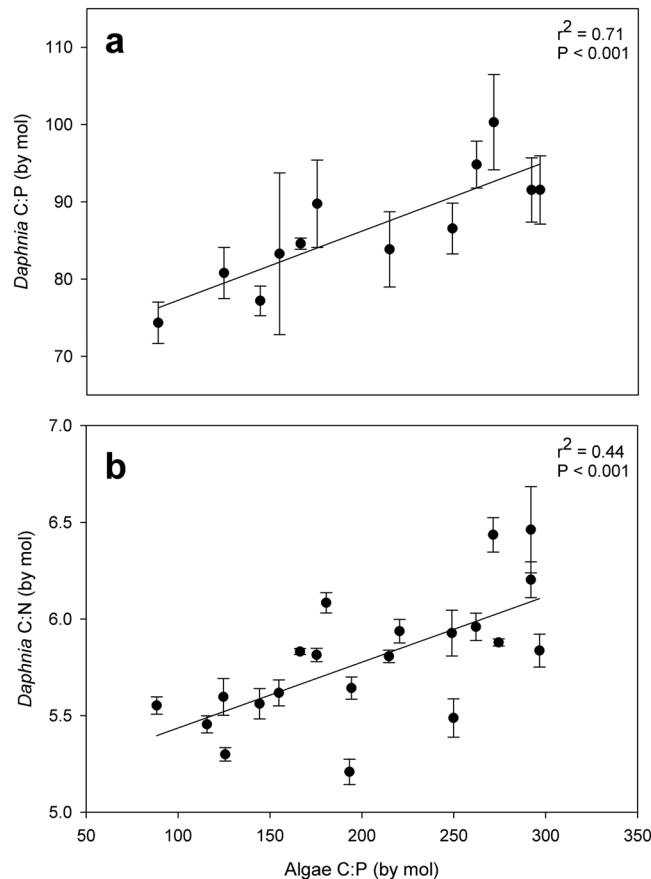 a
r2 = 0.71
P < 0.001
110
100
90
80
70
Daphnia C:P (by mol)
b
r2 = 0.44
P < 0.001
7.0
6.5
6.0
5.5
5.0
Daphnia C:N (by mol)
50 100 150 200 250 300 350
Algae C:P (by mol)